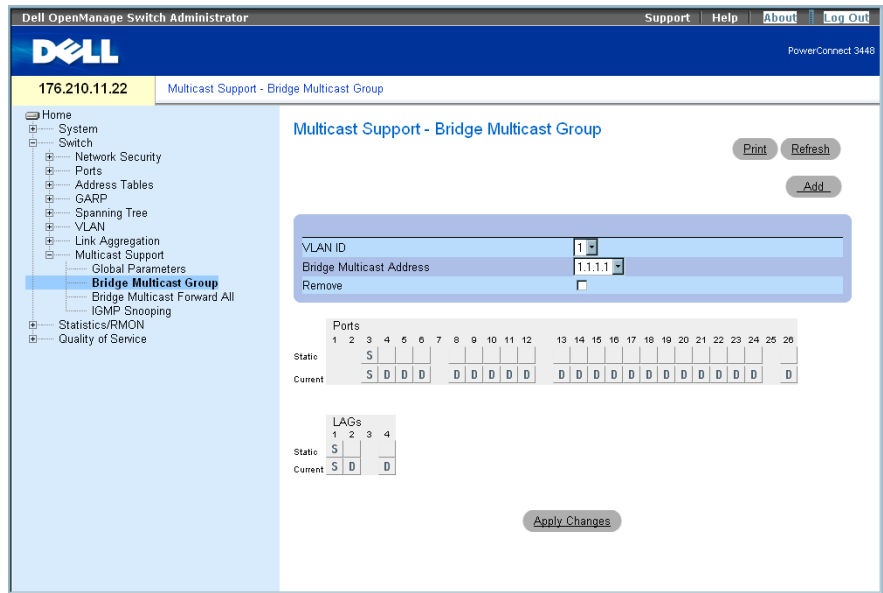 Dell OpenManage Switch Administrator
Support Help About Log Out
DELL
PowerConnect 3448
176.210.11.22
Multicast Support - Bridge Multicast Group
Home
System
Switch
Network Security
Ports
Address Tables
GARP
Spanning Tree
VLAN
Link Aggregation
Multicast Support
Global Parameters
Bridge Multicast Group
Bridge Multicast Forward All
IGMP Snooping
Statistics/RMON
Quality of Service
Multicast Support - Bridge Multicast Group
Print Refresh
Add
VLAN ID 1
Bridge Multicast Address 1.1.1.1
Remove
Ports
1 2 3 4 5 6 7 8 9 10 11 12 13 14 15 16 17 18 19 20 21 22 23 24 25 26
Static S
Current S D D D D D D D D D D D D D D D D D D D D D
LAGs
1 2 3 4
Static S
Current S D D
Apply Changes